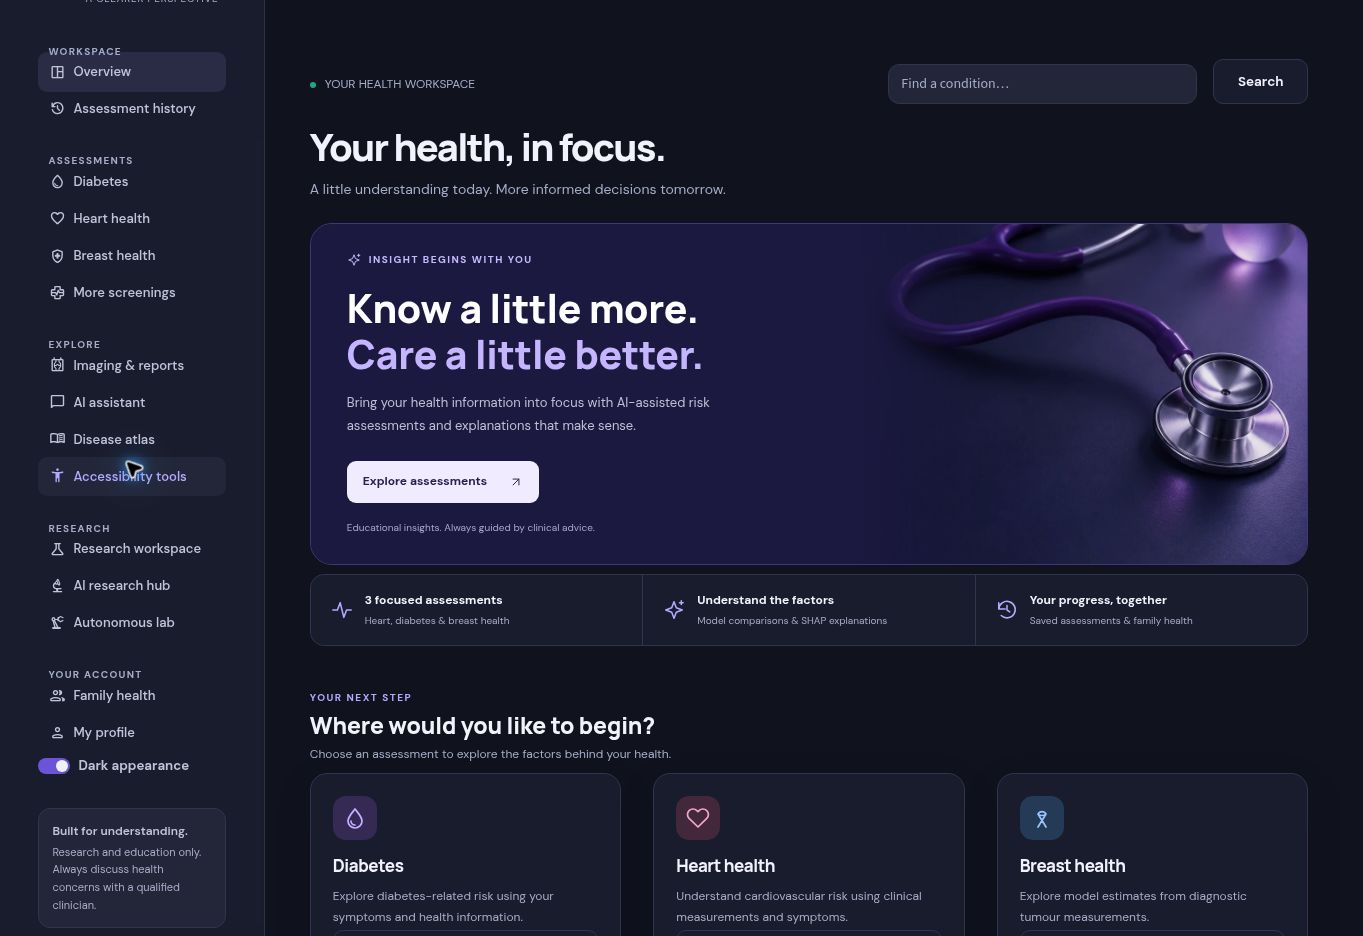 A CLEARER PERSPECTIVE
WORKSPACE
Overview
Assessment history
ASSESSMENTS
Diabetes
Heart health
Breast health
More screenings
EXPLORE
Imaging & reports
AI assistant
Disease atlas
Accessibility tools
RESEARCH
Research workspace
AI research hub
Autonomous lab
YOUR ACCOUNT
Family health
My profile
Dark appearance
Built for understanding.
Research and education only.
Always discuss health
concerns with a qualified
clinician.
YOUR HEALTH WORKSPACE
Find a condition...
Search
Your health, in focus.
A little understanding today. More informed decisions tomorrow.
INSIGHT BEGINS WITH YOU
Know a little more.
Care a little better.
Bring your health information into focus with AI-assisted risk
assessments and explanations that make sense.
Explore assessments
Educational insights. Always guided by clinical advice.
3 focused assessments
Heart, diabetes & breast health
Understand the factors
Model comparisons & SHAP explanations
Your progress, together
Saved assessments & family health
YOUR NEXT STEP
Where would you like to begin?
Choose an assessment to explore the factors behind your health.
Diabetes
Explore diabetes-related risk using your
symptoms and health information.
Heart health
Understand cardiovascular risk using clinical
measurements and symptoms.
Breast health
Explore model estimates from diagnostic
tumour measurements.